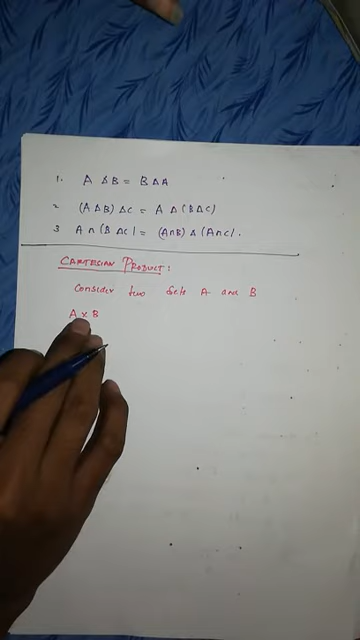 1. A Δ B = B Δ A
2 (A Δ B) Δ C = A Δ (B Δ C)
3 A ∩ (B Δ C) = (A∩B) Δ (A∩C).
CARTESIAN PRODUCT:
Consider two sets A and B
A × B